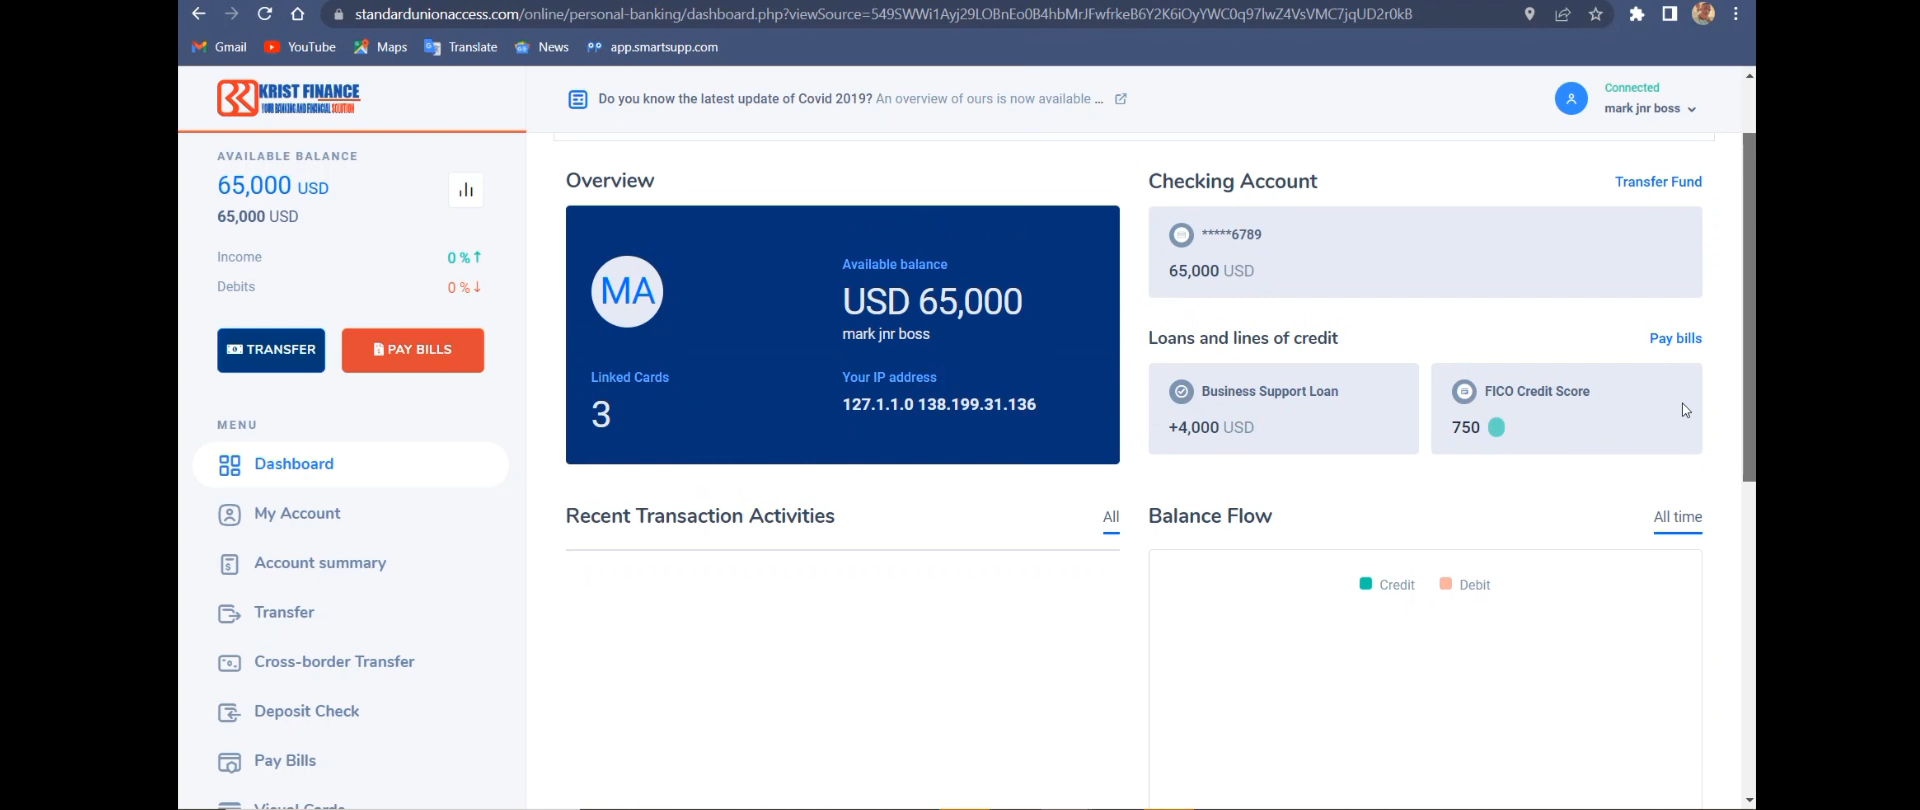 standardunionaccess.com/online/personal-banking/dashboard.php?viewSource=549SWWi1Ayj29LOBnEo0B4hbMrJFwfrkeB6Y2K6iOyYWC0q97lwZ4VsVMC7jqUD2r0kB
Gmail YouTube Maps Translate News app.smartsupp.com
KRIST FINANCE
YOUR BANKING AND FINANCIAL SOLUTION
Do you know the latest update of Covid 2019? An overview of ours is now available ...
Connected
mark jnr boss
AVAILABLE BALANCE
65,000 USD
65,000 USD
Income 0 %
Debits 0 %
TRANSFER PAY BILLS
MENU
Dashboard
My Account
Account summary
Transfer
Cross-border Transfer
Deposit Check
Pay Bills
Overview
MA
Available balance
USD 65,000
mark jnr boss
Linked Cards
3
Your IP address
127.1.1.0 138.199.31.136
Checking Account Transfer Fund
*****6789
65,000 USD
Loans and lines of credit Pay bills
Business Support Loan
+4,000 USD
FICO Credit Score
750
Recent Transaction Activities All
Balance Flow All time
Credit Debit